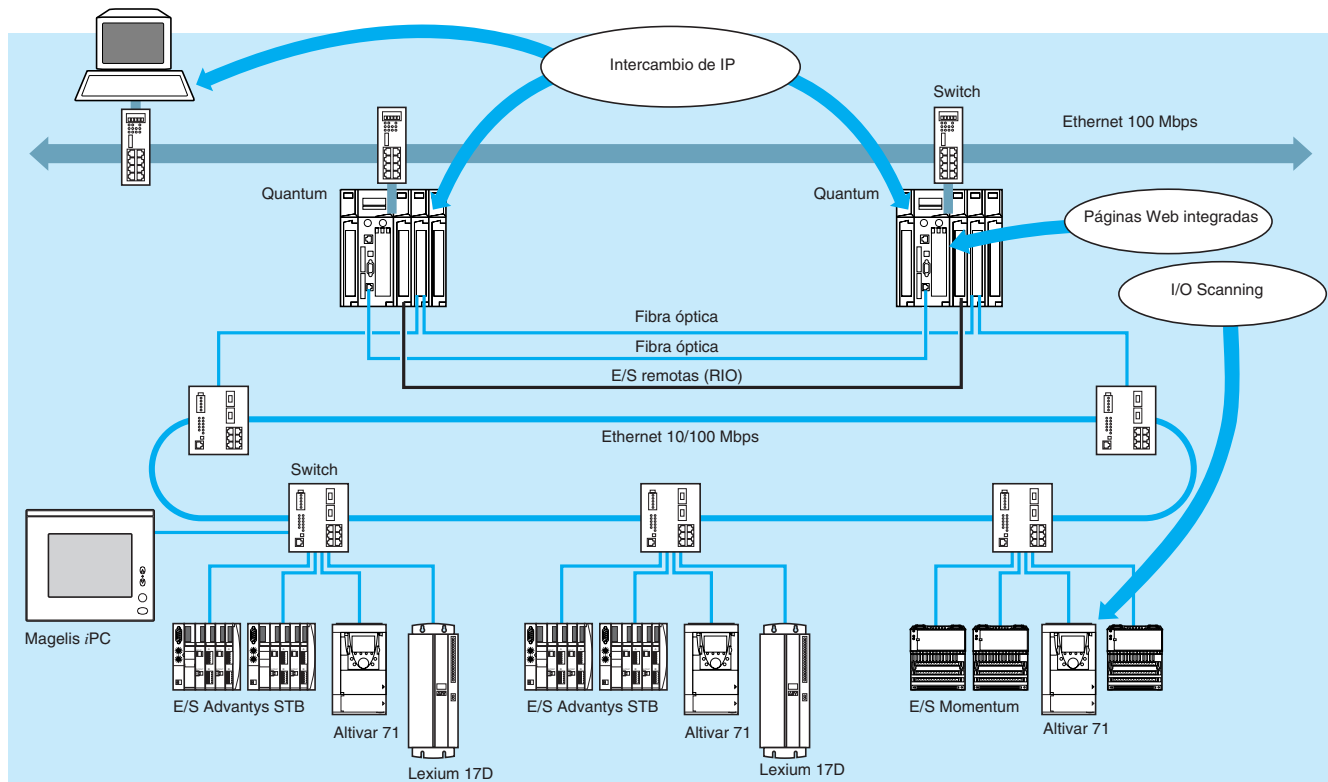 Intercambio de IP
Switch
Ethernet 100 Mbps
Quantum
Quantum
Páginas Web integradas
I/O Scanning
Fibra óptica
Fibra óptica
E/S remotas (RIO)
Ethernet 10/100 Mbps
Switch
Magelis iPC
E/S Advantys STB
Altivar 71
Lexium 17D
E/S Advantys STB
Altivar 71
Lexium 17D
E/S Momentum
Altivar 71